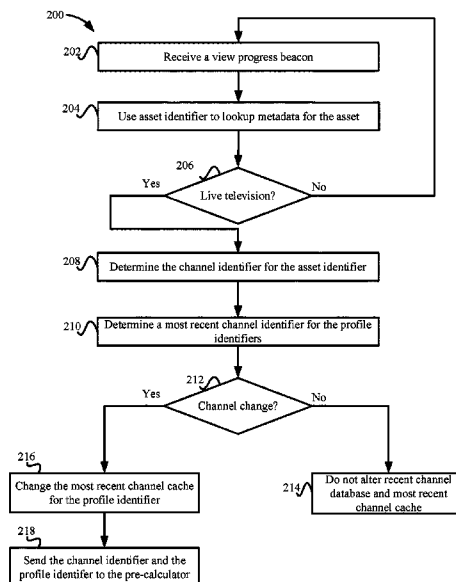 200
202
Receive a view progress beacon
204
Use asset identifier to lookup metadata for the asset
206
Yes
Live television?
No
208
Determine the channel identifier for the asset identifier
210
Determine a most recent channel identifier for the profile
identifiers
212
Yes
Channel change?
No
216
Change the most recent channel cache
for the profile identifier
214
Do not alter recent channel
database and most recent
channel cache
218
Send the channel identifier and the
profile identifer to the pre-calculator